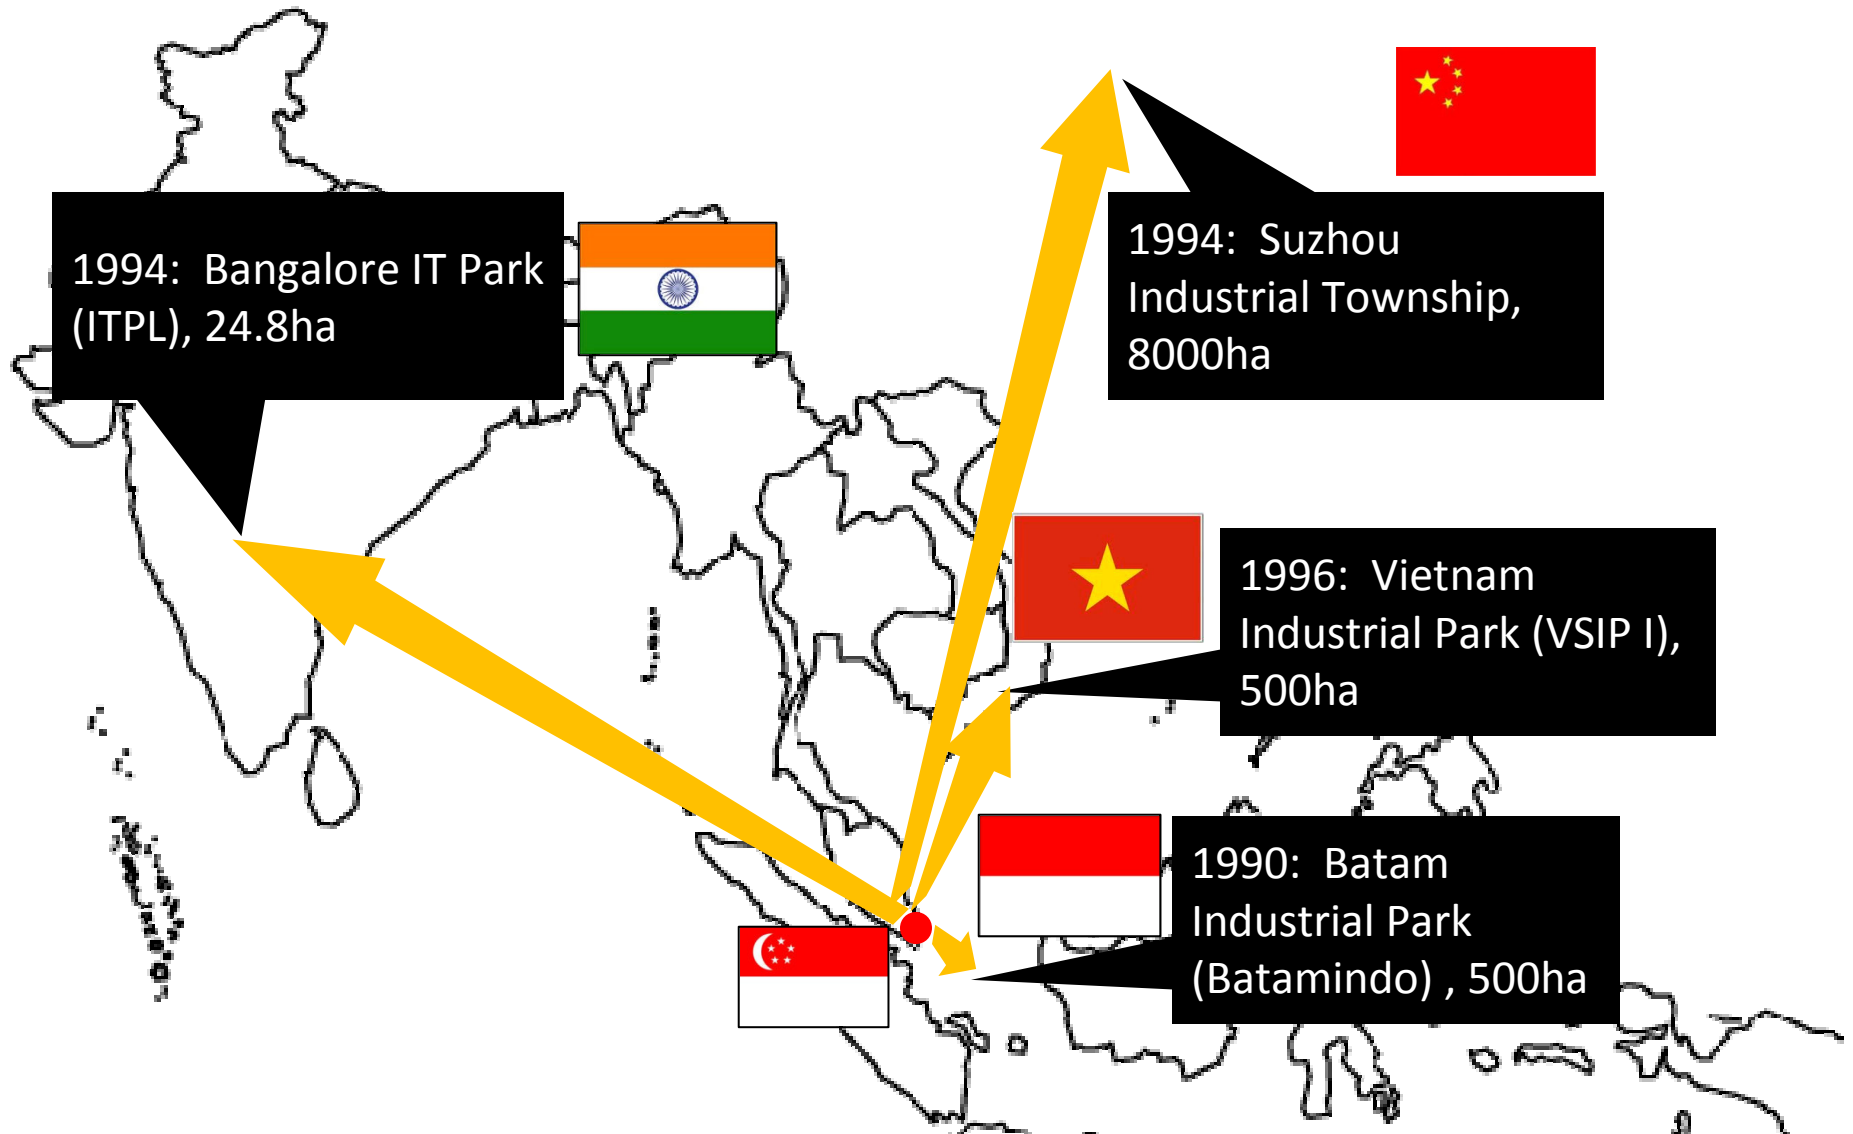 1994:  Bangalore IT Park
(ITPL), 24.8ha
1994:  Suzhou
Industrial Township,
8000ha
1996:  Vietnam
Industrial Park (VSIP I),
500ha
1990:  Batam
Industrial Park
(Batamindo) , 500ha